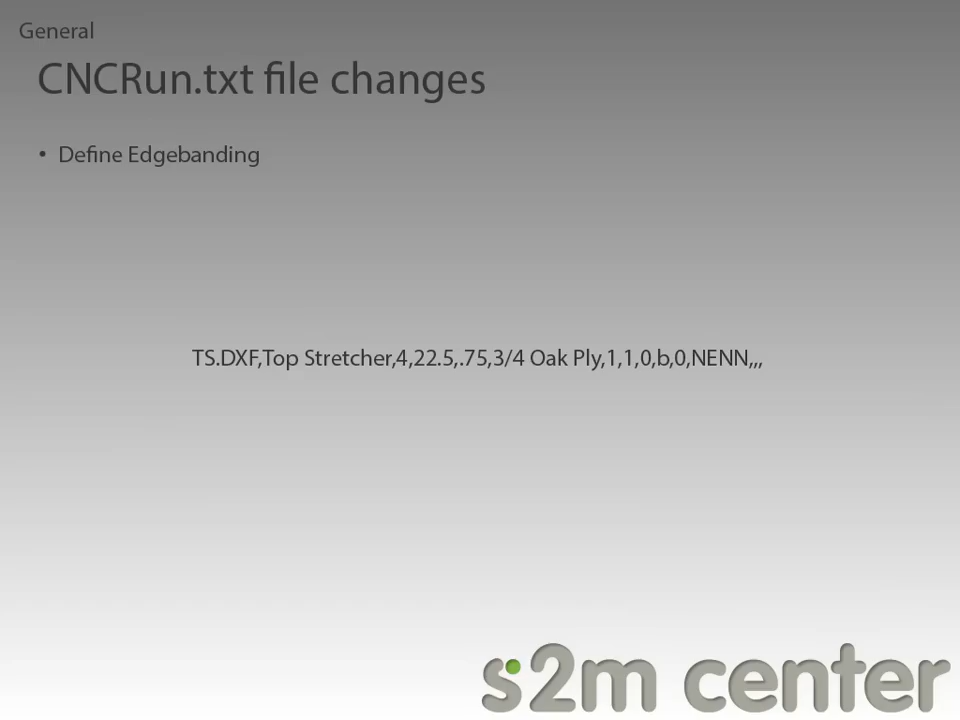 General
CNCRun.txt file changes
• Define Edgebanding
TS.DXF,Top Stretcher,4,22.5,.75,3/4 Oak Ply,1,1,0,b,0,NENN,,,
s2m center